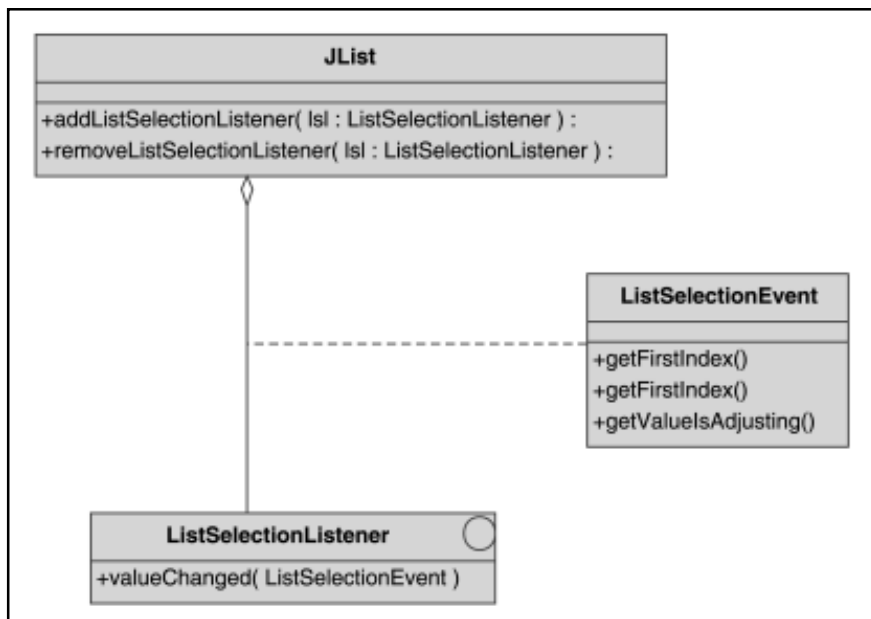 JList
+addListSelectionListener( lsl : ListSelectionListener ) :
+removeListSelectionListener( lsl : ListSelectionListener ) :
ListSelectionEvent
+getFirstIndex()
+getFirstIndex()
+getValueIsAdjusting()
ListSelectionListener
+valueChanged( ListSelectionEvent )